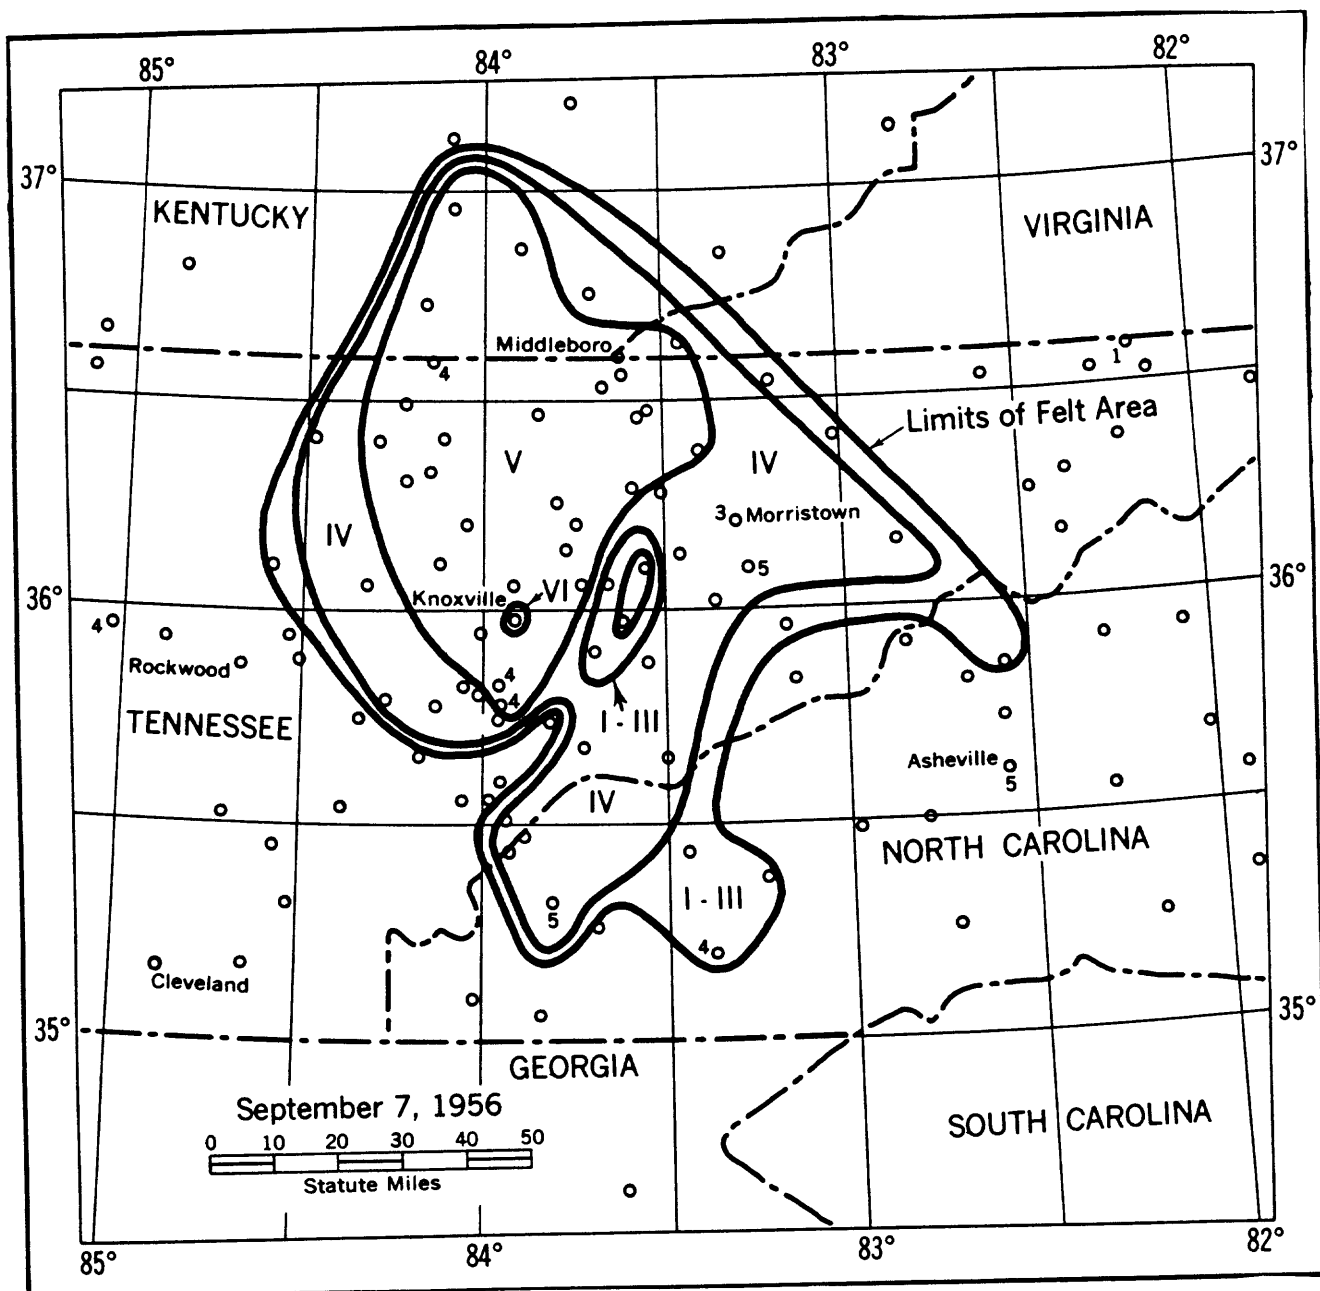 85°
84°
83°
82°
37°
37°
KENTUCKY
VIRGINIA
Middleboro
4
1
Limits of Felt Area
V
IV
3
Morristown
IV
5
36°
36°
Knoxville
VI
4
Rockwood
4
4
TENNESSEE
I - III
Asheville
5
IV
NORTH CAROLINA
I - III
5
4
Cleveland
35°
35°
GEORGIA
September 7, 1956
SOUTH CAROLINA
0 10 20 30 40 50
Statute Miles
85°
84°
83°
82°